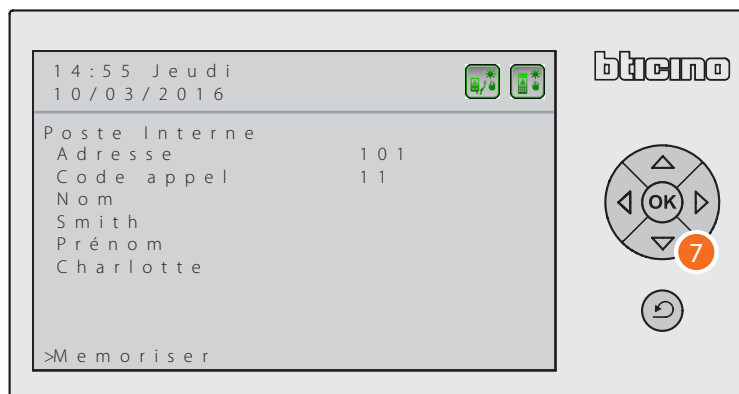 14:55 Jeudi
10/03/2016
bticino
Poste Interne
Adresse 101
Code appel 11
Nom
Smith
Prénom
Charlotte
>Memoriser
OK
7